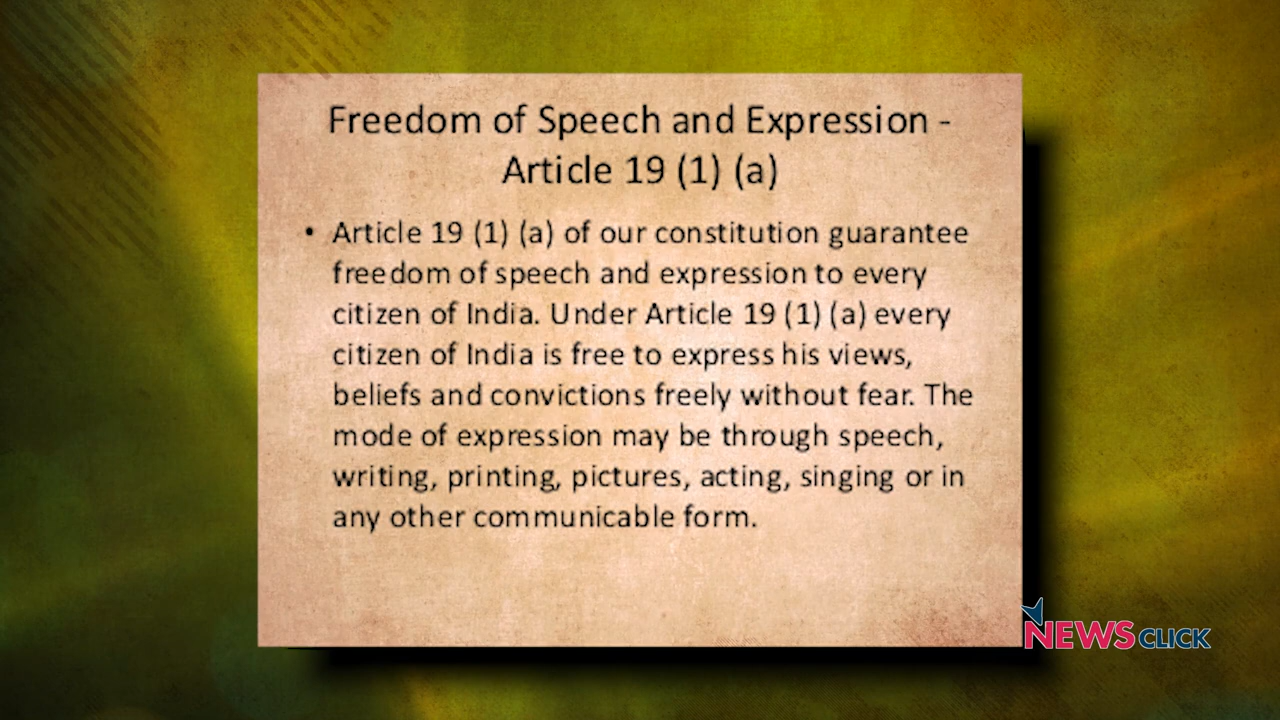 Freedom of Speech and Expression -
Article 19 (1) (a)
• Article 19 (1) (a) of our constitution guarantee
freedom of speech and expression to every
citizen of India. Under Article 19 (1) (a) every
citizen of India is free to express his views,
beliefs and convictions freely without fear. The
mode of expression may be through speech,
writing, printing, pictures, acting, singing or in
any other communicable form.
NEWSCLICK